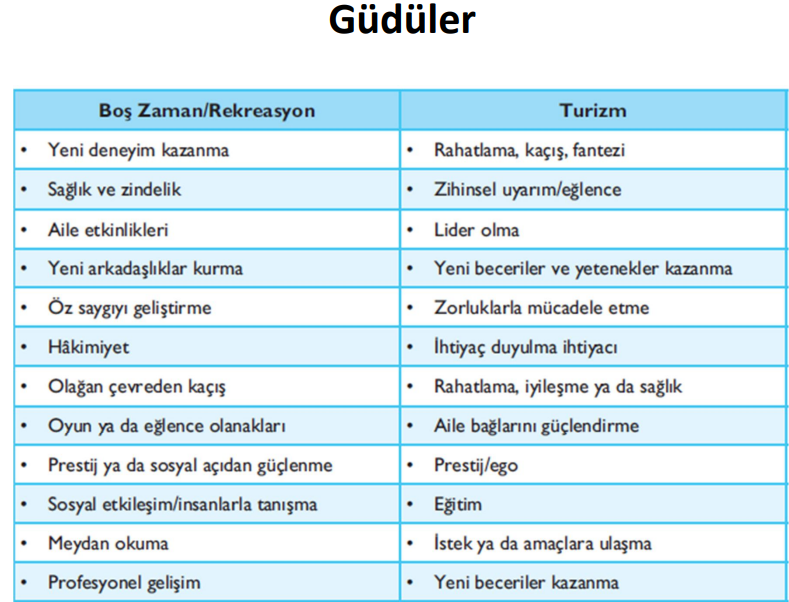 Güdüler
Boş Zaman/Rekreasyon Turizm
• Yeni deneyim kazanma • Rahatlama, kaçış, fantezi
• Sağlık ve zindelik • Zihinsel uyarım/eğlence
• Aile etkinlikleri • Lider olma
• Yeni arkadaşlıklar kurma • Yeni beceriler ve yetenekler kazanma
• Öz saygıyı geliştirme • Zorluklarla mücadele etme
• Hâkimiyet • İhtiyaç duyulma ihtiyacı
• Olağan çevreden kaçış • Rahatlama, iyileşme ya da sağlık
• Oyun ya da eğlence olanakları • Aile bağlarını güçlendirme
• Prestij ya da sosyal açıdan güçlenme • Prestij/ego
• Sosyal etkileşim/insanlarla tanışma • Eğitim
• Meydan okuma • İstek ya da amaçlara ulaşma
• Profesyonel gelişim • Yeni beceriler kazanma